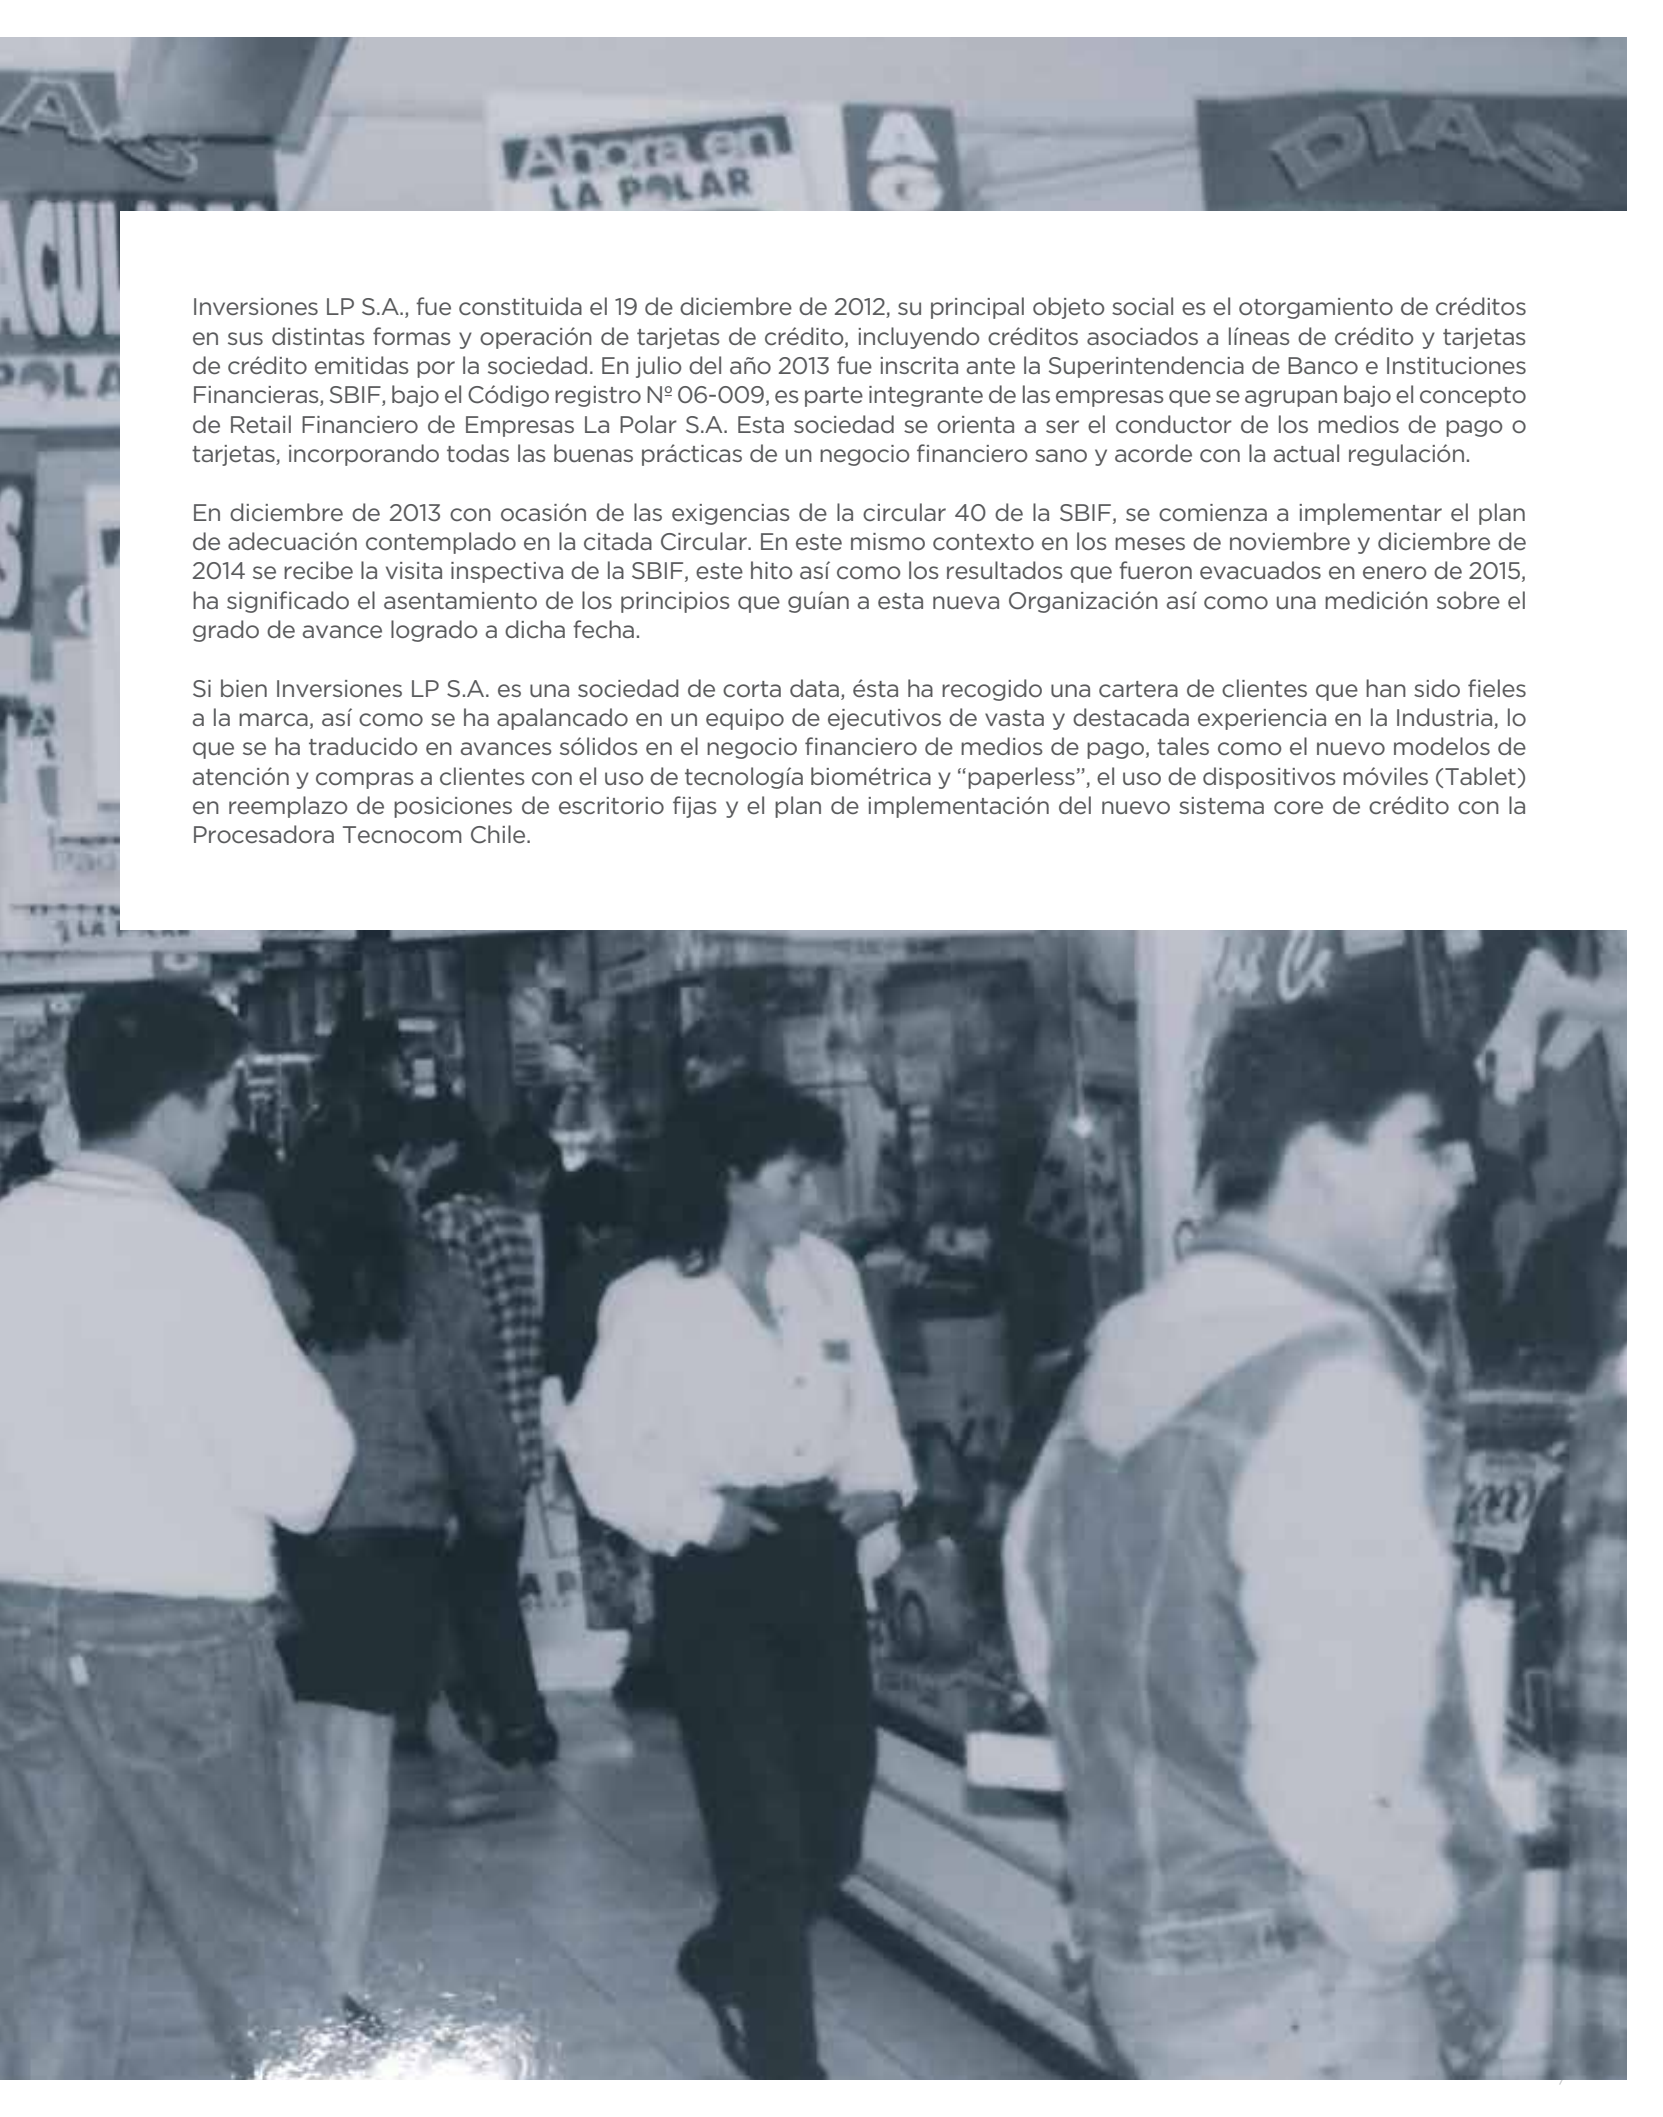 Ahora en
LA POLAR
DIAS
Inversiones LP S.A., fue constituida el 19 de diciembre de 2012, su principal objeto social es el otorgamiento de créditos
en sus distintas formas y operación de tarjetas de crédito, incluyendo créditos asociados a líneas de crédito y tarjetas
de crédito emitidas por la sociedad. En julio del año 2013 fue inscrita ante la Superintendencia de Banco e Instituciones
Financieras, SBIF, bajo el Código registro Nº 06-009, es parte integrante de las empresas que se agrupan bajo el concepto
de Retail Financiero de Empresas La Polar S.A. Esta sociedad se orienta a ser el conductor de los medios de pago o
tarjetas, incorporando todas las buenas prácticas de un negocio financiero sano y acorde con la actual regulación.
En diciembre de 2013 con ocasión de las exigencias de la circular 40 de la SBIF, se comienza a implementar el plan
de adecuación contemplado en la citada Circular. En este mismo contexto en los meses de noviembre y diciembre de
2014 se recibe la visita inspectiva de la SBIF, este hito así como los resultados que fueron evacuados en enero de 2015,
ha significado el asentamiento de los principios que guían a esta nueva Organización así como una medición sobre el
grado de avance logrado a dicha fecha.
Si bien Inversiones LP S.A. es una sociedad de corta data, ésta ha recogido una cartera de clientes que han sido fieles
a la marca, así como se ha apalancado en un equipo de ejecutivos de vasta y destacada experiencia en la Industria, lo
que se ha traducido en avances sólidos en el negocio financiero de medios de pago, tales como el nuevo modelos de
atención y compras a clientes con el uso de tecnología biométrica y “paperless”, el uso de dispositivos móviles (Tablet)
en reemplazo de posiciones de escritorio fijas y el plan de implementación del nuevo sistema core de crédito con la
Procesadora Tecnocom Chile.